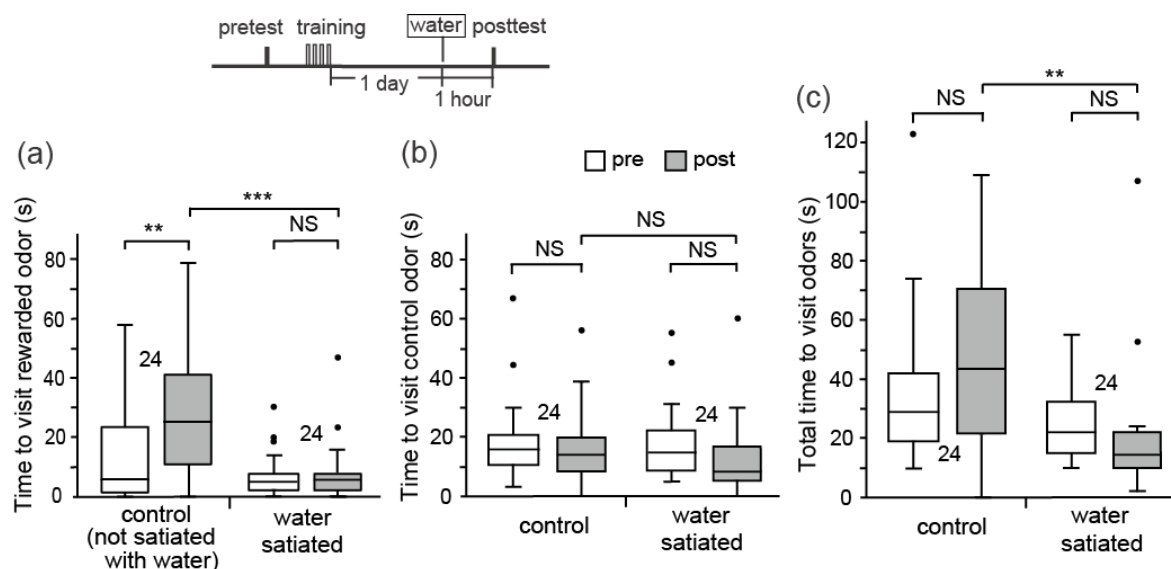 pretest training water posttest
1 day
1 hour
(a)
Time to visit rewarded odor (s)
80
60
40
20
0
**
***
NS
24
24
control
(not satiated
with water)
water
satiated
(b)
pre post
Time to visit control odor (s)
80
60
40
20
0
NS
NS
NS
24
24
control
water
satiated
(c)
Total time to visit odors (s)
120
100
80
60
40
20
0
NS
**
NS
24
24
control
water
satiated